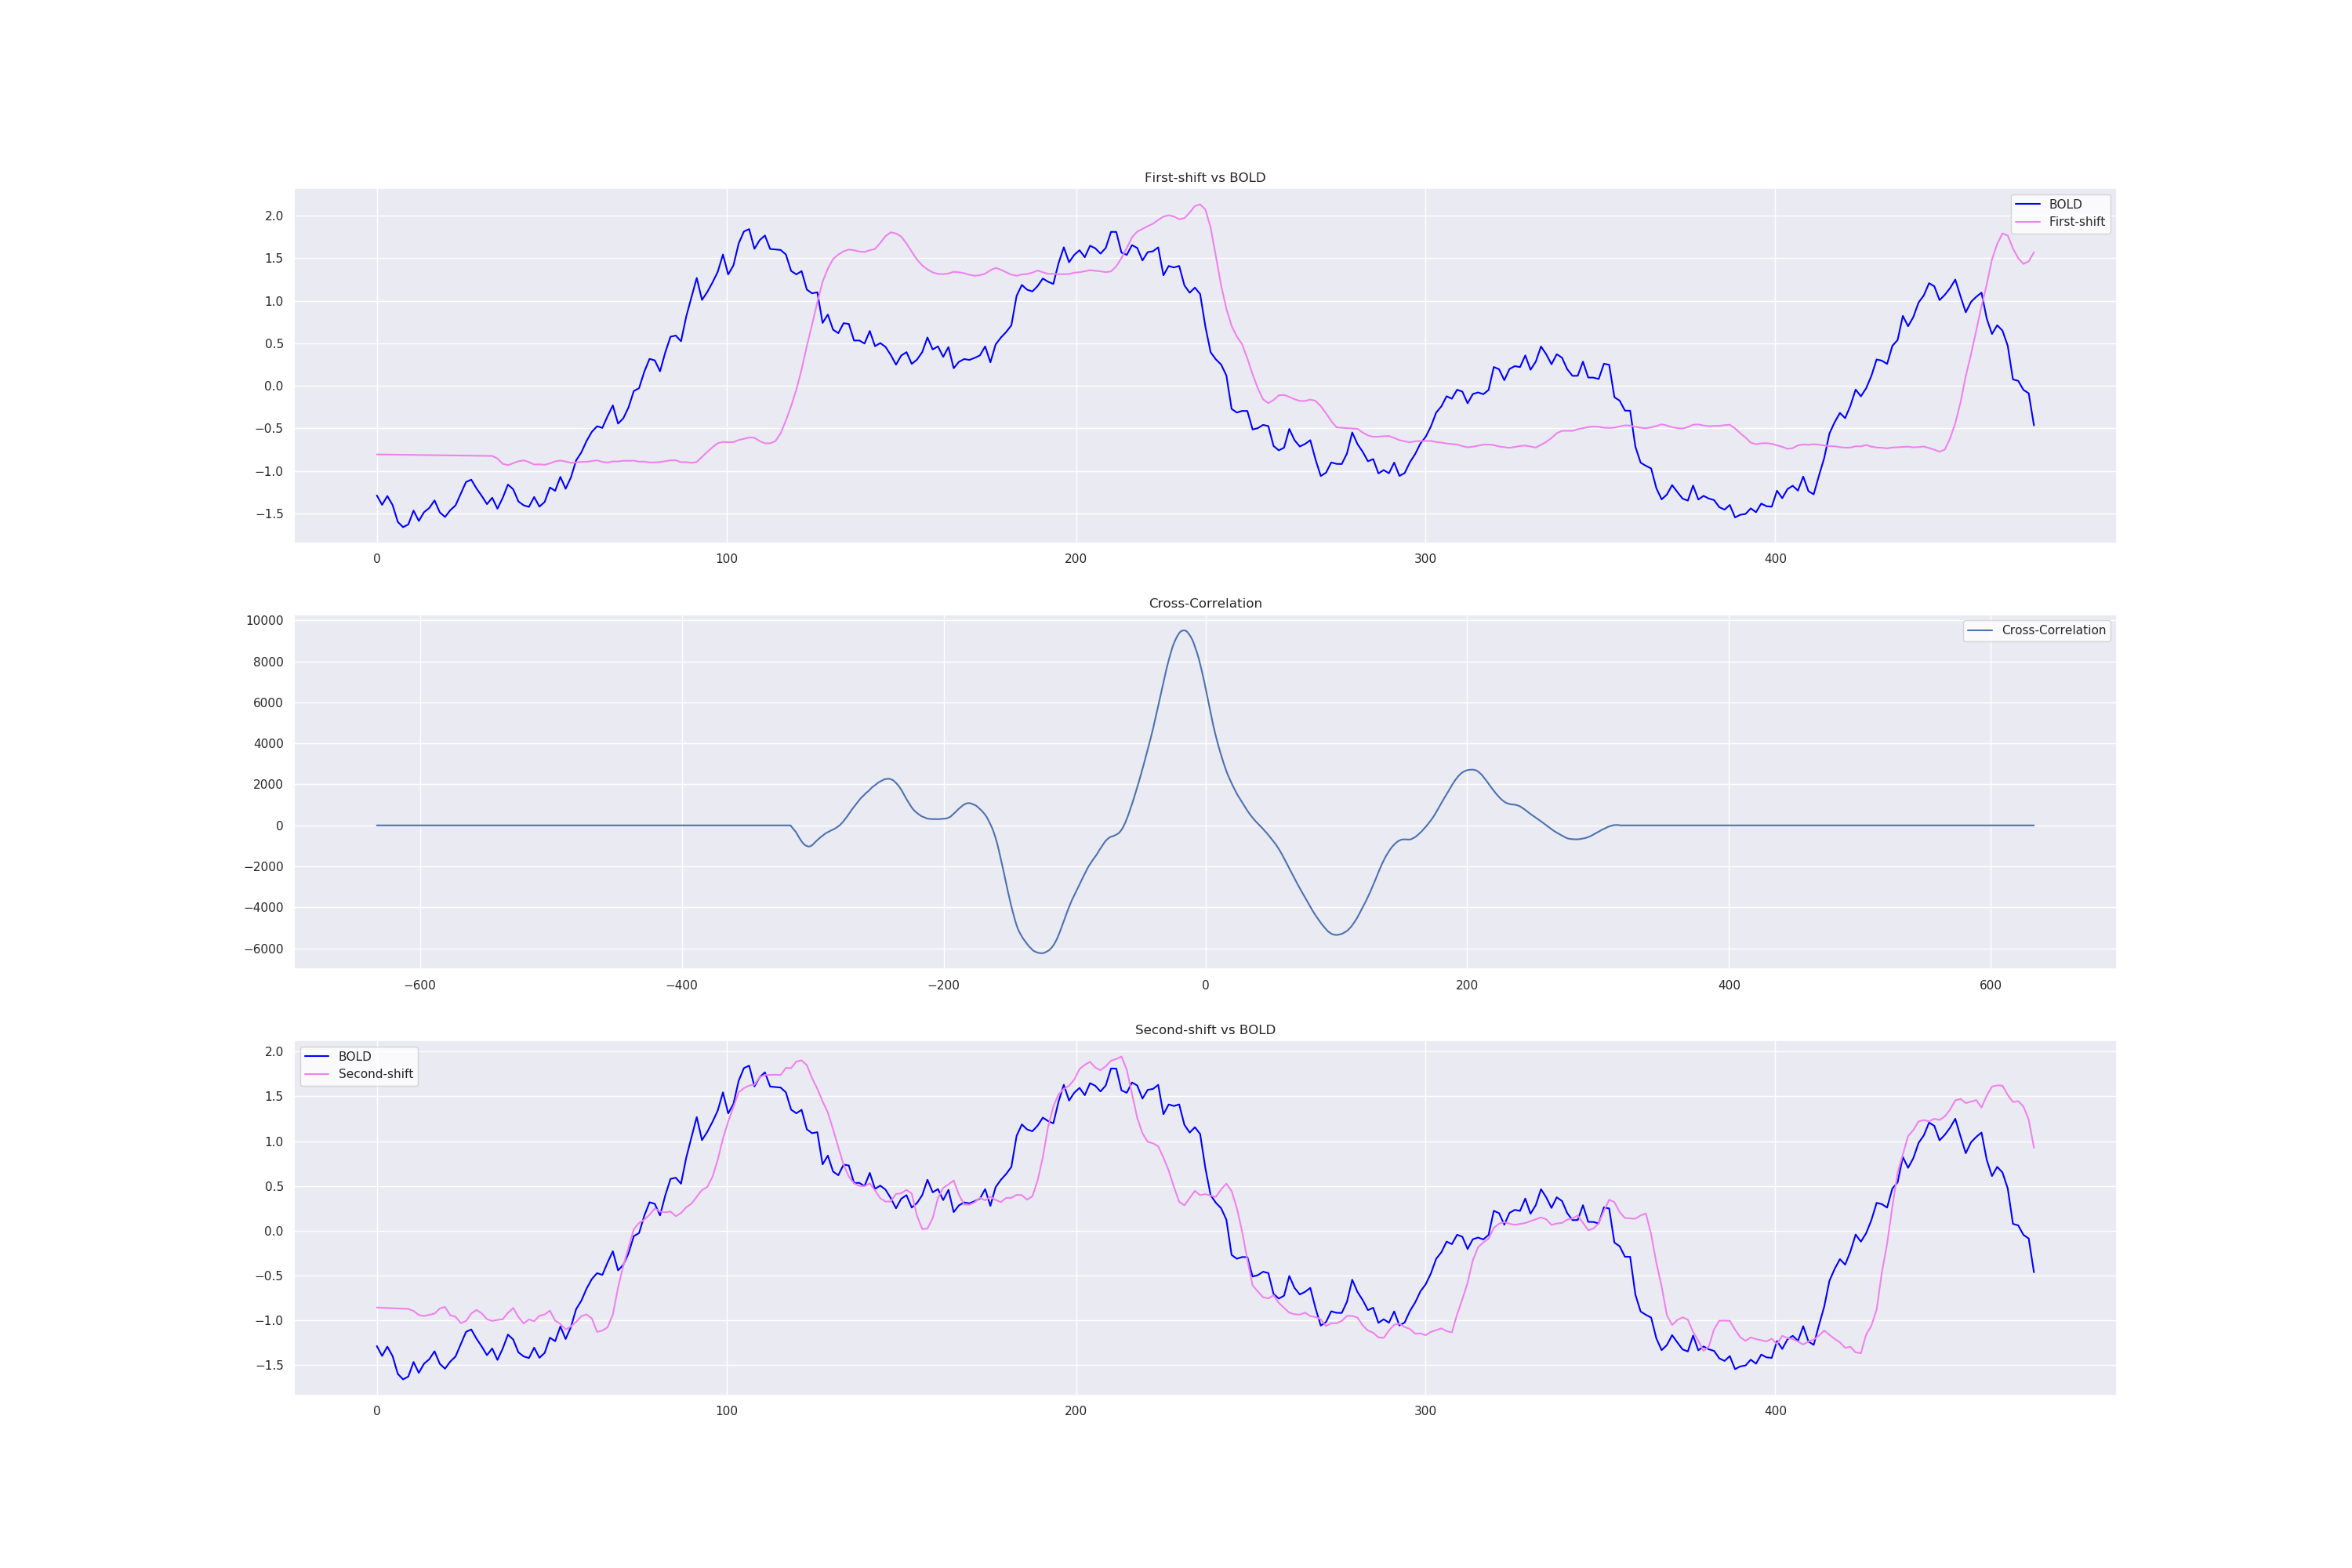 First-shift vs BOLD
2.0
1.5
1.0
0.5
0.0
−0.5
−1.0
−1.5
BOLD
First-shift
0 100 200 300 400
Cross-Correlation
10000
8000
6000
4000
2000
0
−2000
−4000
−6000
Cross-Correlation
−600 −400 −200 0 200 400 600
Second-shift vs BOLD
2.0
1.5
1.0
0.5
0.0
−0.5
−1.0
−1.5
BOLD
Second-shift
0 100 200 300 400